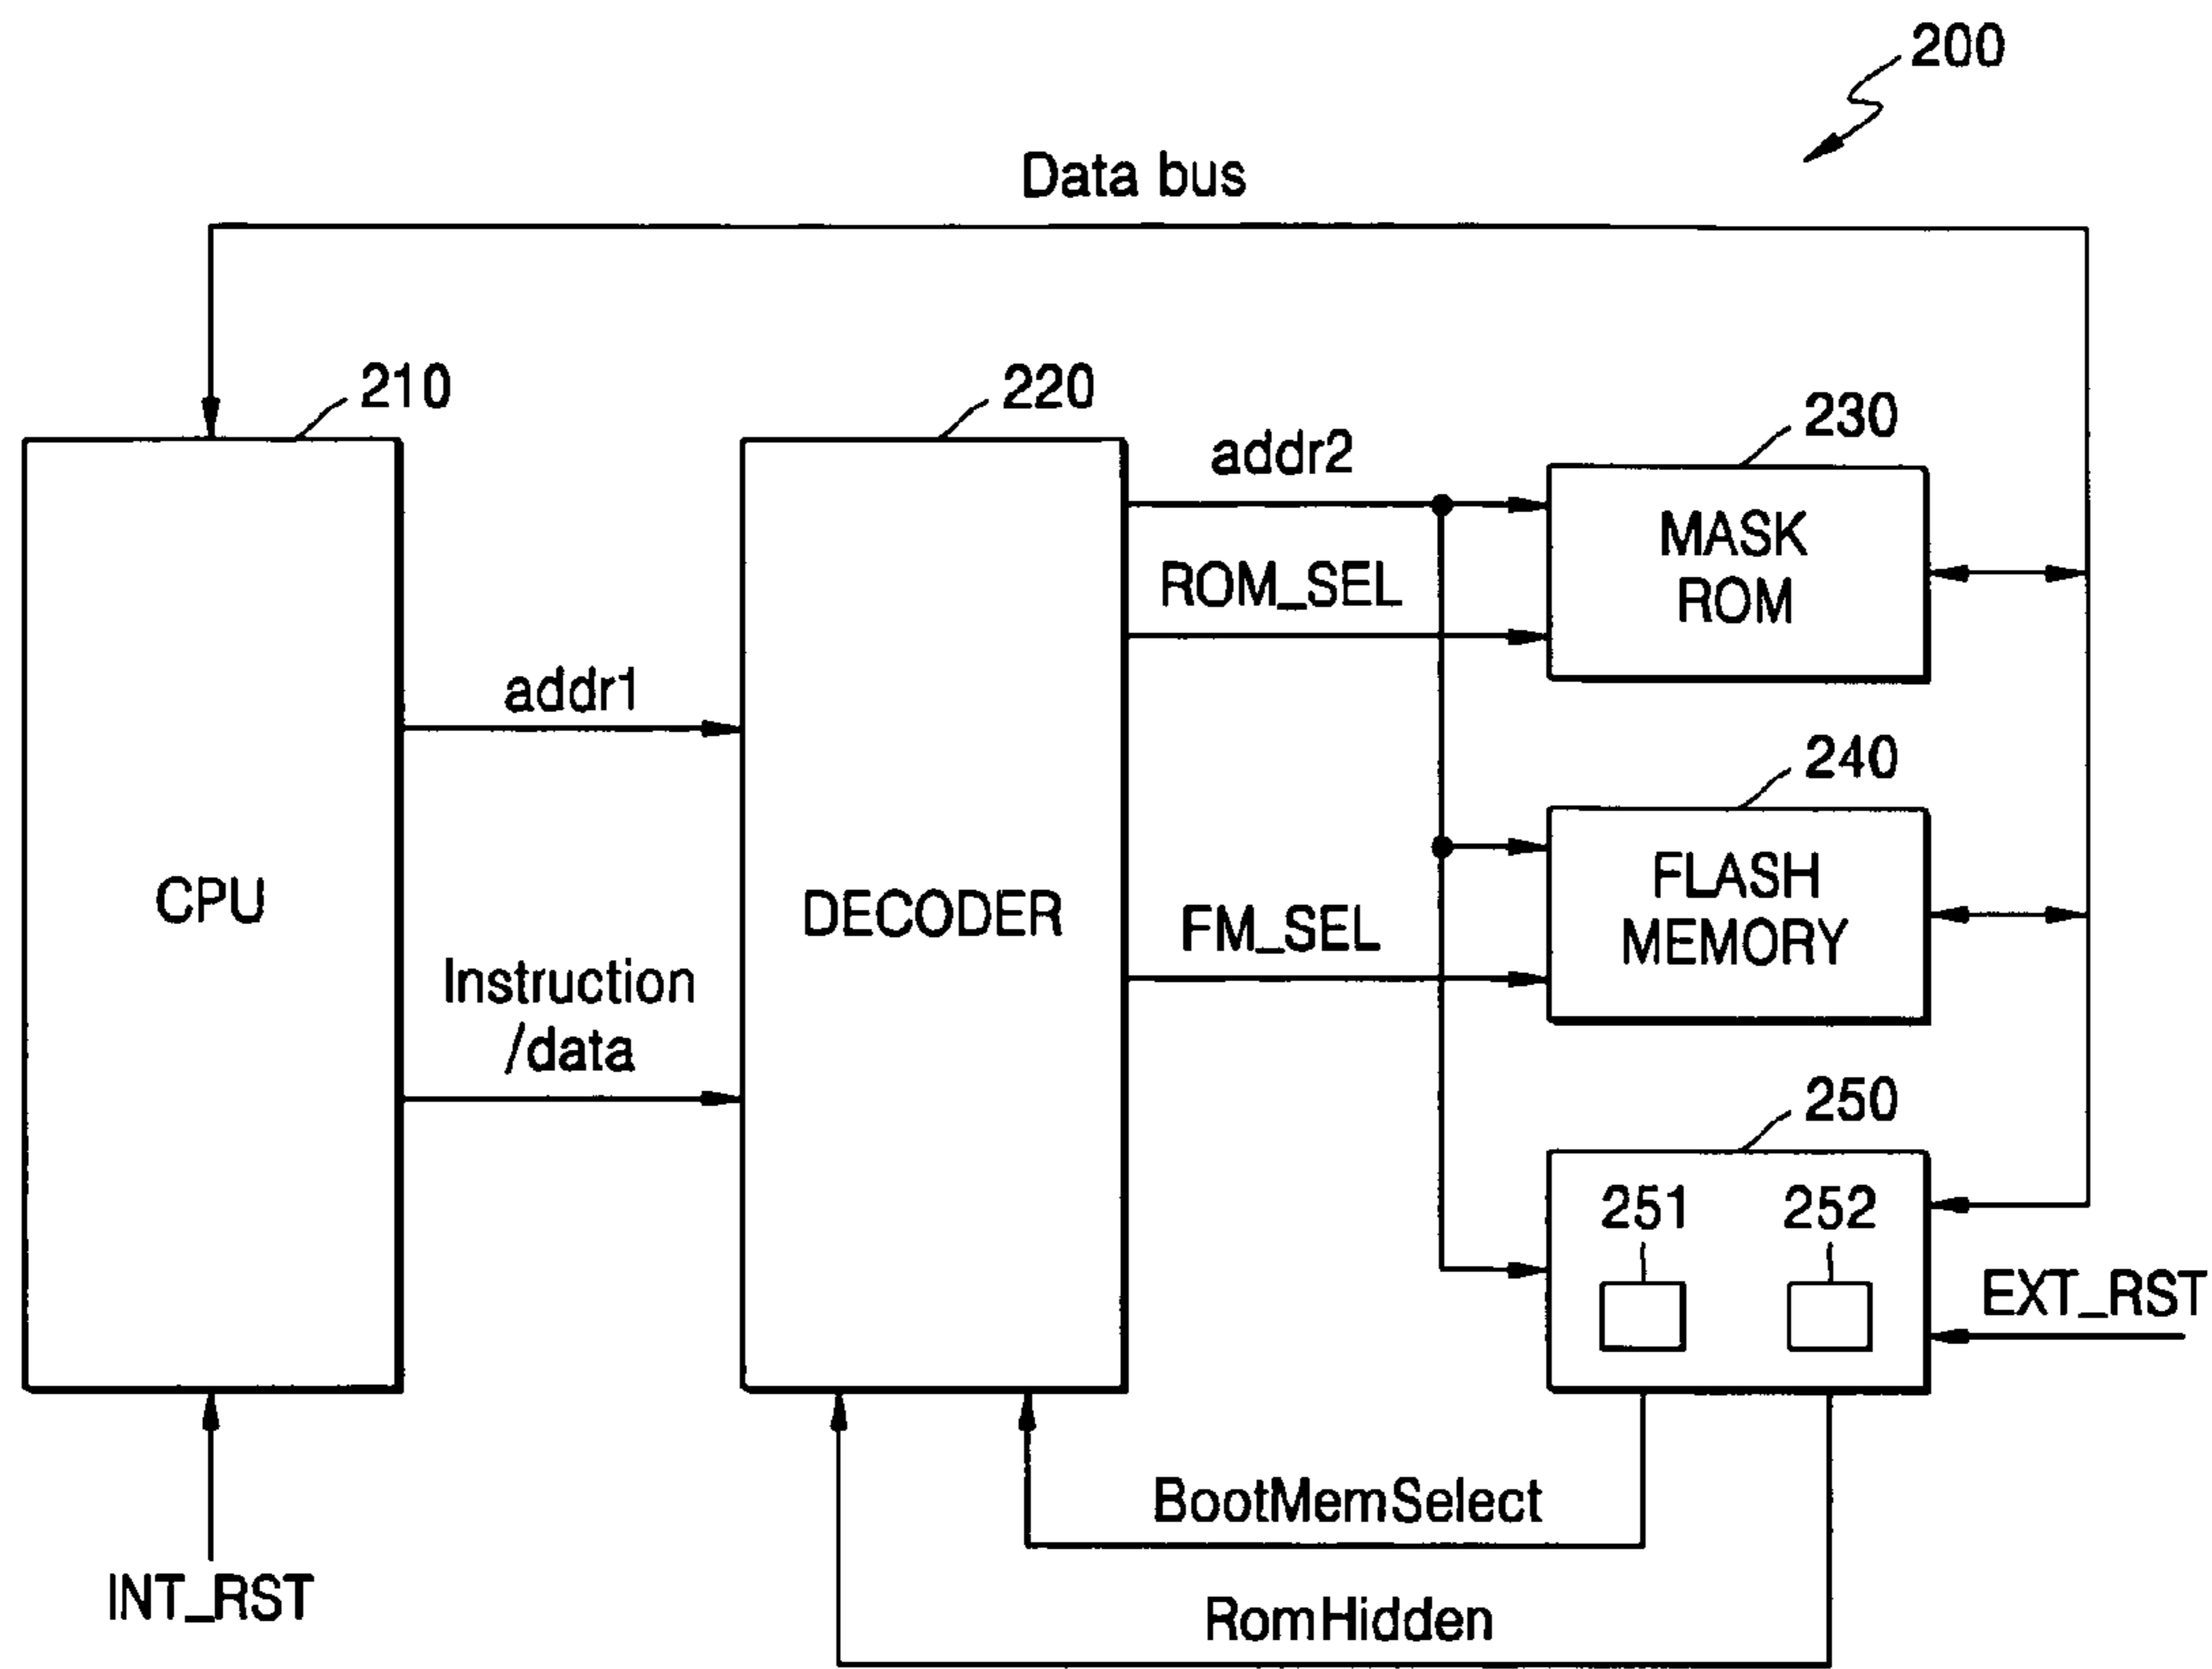 200
Data bus
210
220
230
addr2
MASK
ROM
ROM_SEL
addr1
240
FLASH
MEMORY
CPU
DECODER
FM_SEL
Instruction
/data
250
251
252
EXT_RST
BootMemSelect
INT_RST
RomHidden